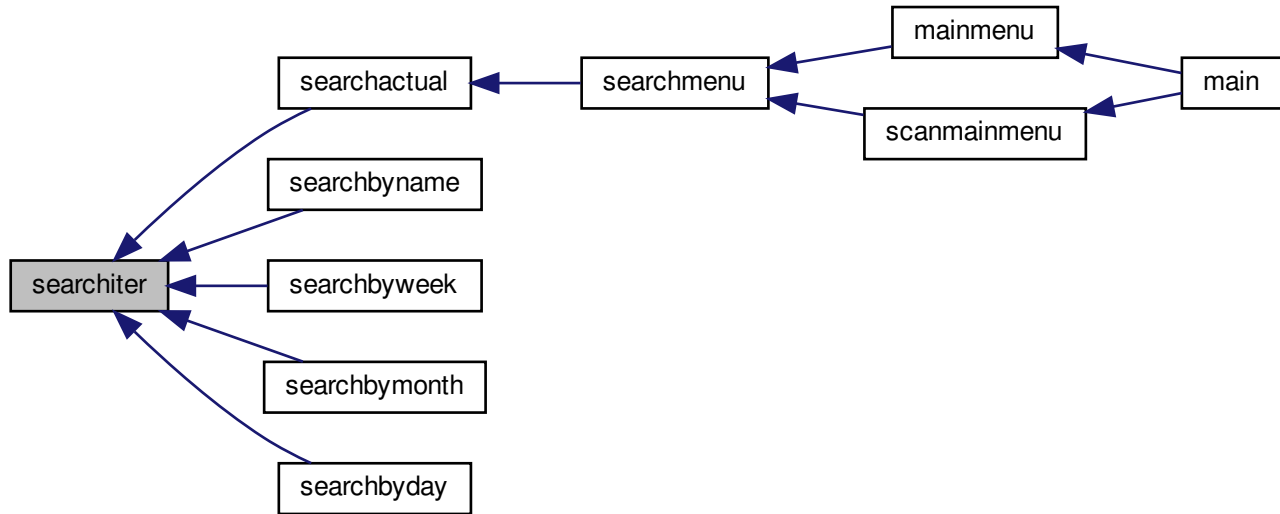 mainmenu
searchactual
searchmenu
main
scanmainmenu
searchbyname
searchiter
searchbyweek
searchbymonth
searchbyday